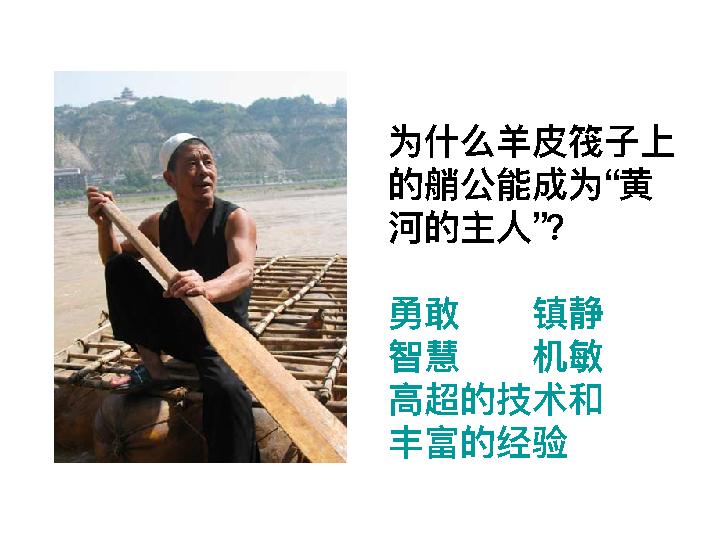 为什么羊皮筏子上
的艄公能成为“黄
河的主人”？
勇敢　　镇静
智慧　　机敏
高超的技术和
丰富的经验